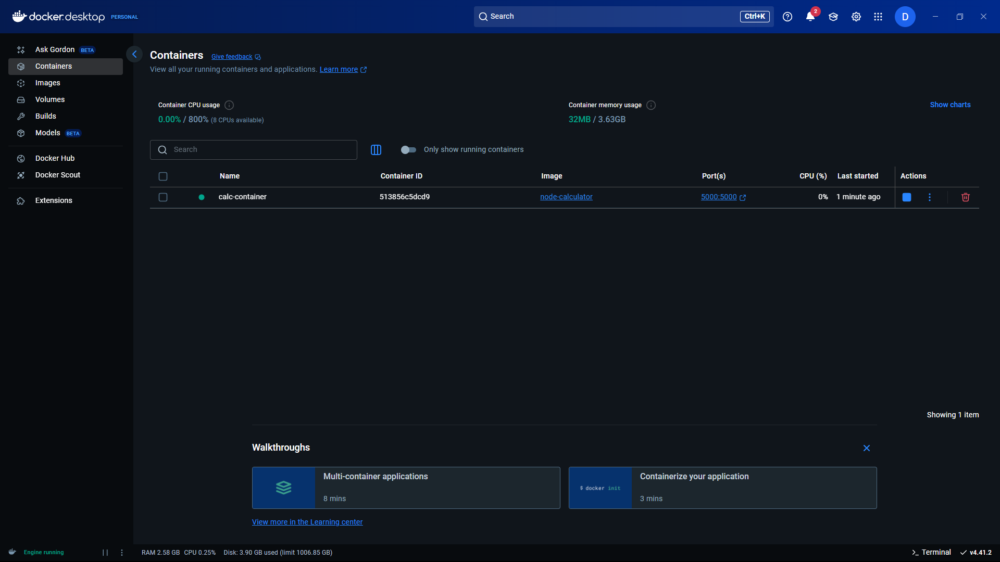 docker.desktop PERSONAL
Search Ctrl+K
2
D
Ask Gordon BETA
Containers
Images
Volumes
Builds
Models BETA
Docker Hub
Docker Scout
Extensions
Containers Give feedback
View all your running containers and applications. Learn more
Container CPU usage
0.00% / 800% (8 CPUs available)
Container memory usage
32MB / 3.63GB
Show charts
Search
Only show running containers
Name Container ID Image Port(s) CPU (%) Last started Actions
calc-container 513856c5dcd9 node-calculator 5000:5000 0% 1 minute ago
Showing 1 item
Walkthroughs
Multi-container applications
8 mins
$ docker init
Containerize your application
3 mins
View more in the Learning center
Engine running
RAM 2.58 GB CPU 0.25% Disk: 3.90 GB used (limit 1006.85 GB)
Terminal
v4.41.2